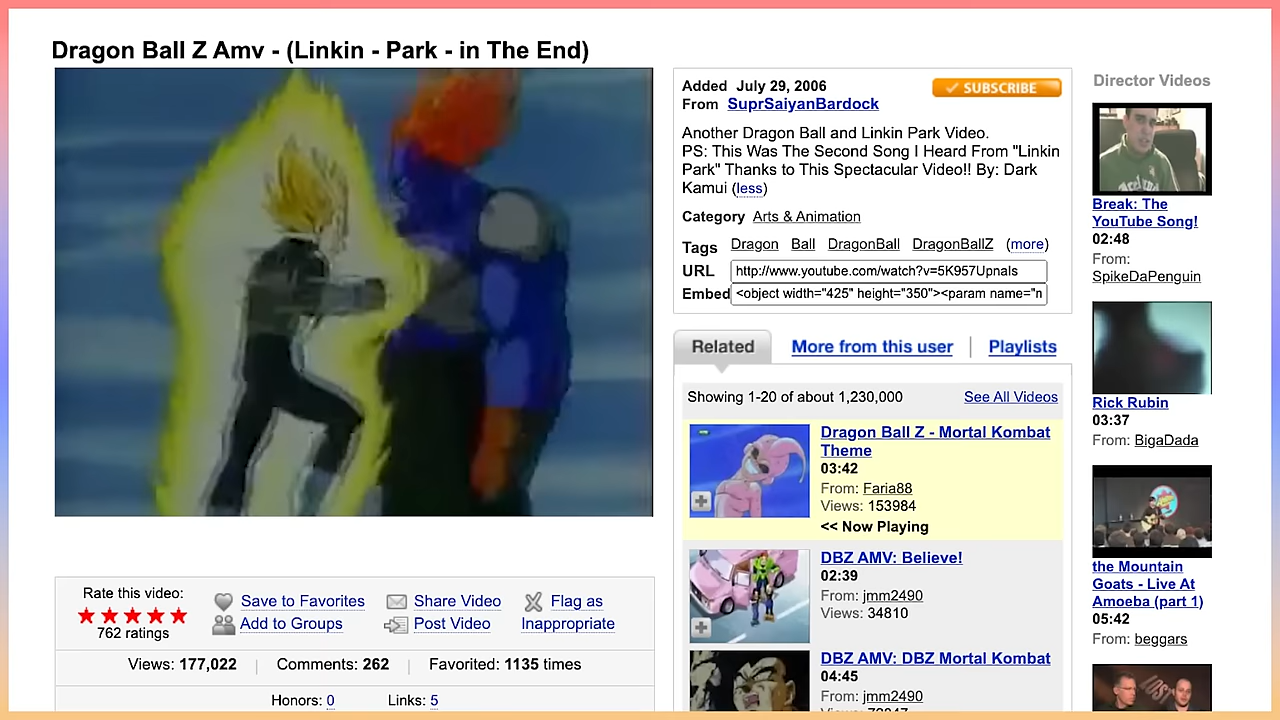 Dragon Ball Z Amv - (Linkin - Park - in The End)
Added July 29, 2006
SUBSCRIBE
From SuprSaiyanBardock
Another Dragon Ball and Linkin Park Video.
PS: This Was The Second Song I Heard From "Linkin
Park" Thanks to This Spectacular Video!! By: Dark
Kamui (less)
Category Arts & Animation
Tags Dragon Ball DragonBall DragonBallZ (more)
URL http://www.youtube.com/watch?v=5K957UpnaIs
Embed <object width="425" height="350"><param name="n
Related More from this user Playlists
Showing 1-20 of about 1,230,000 See All Videos
Dragon Ball Z - Mortal Kombat
Theme
03:42
From: Faria88
Views: 153984
<< Now Playing
DBZ AMV: Believe!
02:39
From: jmm2490
Views: 34810
DBZ AMV: DBZ Mortal Kombat
04:45
From: jmm2490
Director Videos
Break: The
YouTube Song!
02:48
From:
SpikeDaPenguin
Rick Rubin
03:37
From: BigaDada
the Mountain
Goats - Live At
Amoeba (part 1)
05:42
From: beggars
Rate this video:
762 ratings
Save to Favorites Share Video Flag as
Add to Groups Post Video Inappropriate
Views: 177,022 Comments: 262 Favorited: 1135 times
Honors: 0 Links: 5